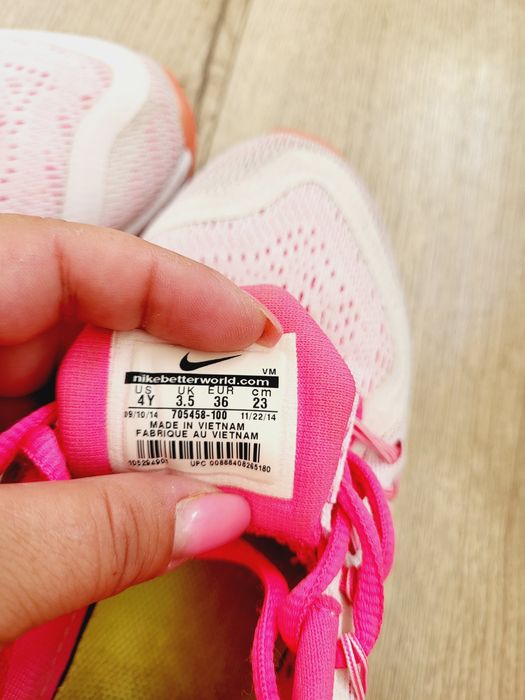 VM
nikebetterworld.com
US UK EUR cm
4Y 3.5 36 23
09/10/14 705458-100 11/22/14
MADE IN VIETNAM
FABRIQUE AU VIETNAM
UPC 00888408265180